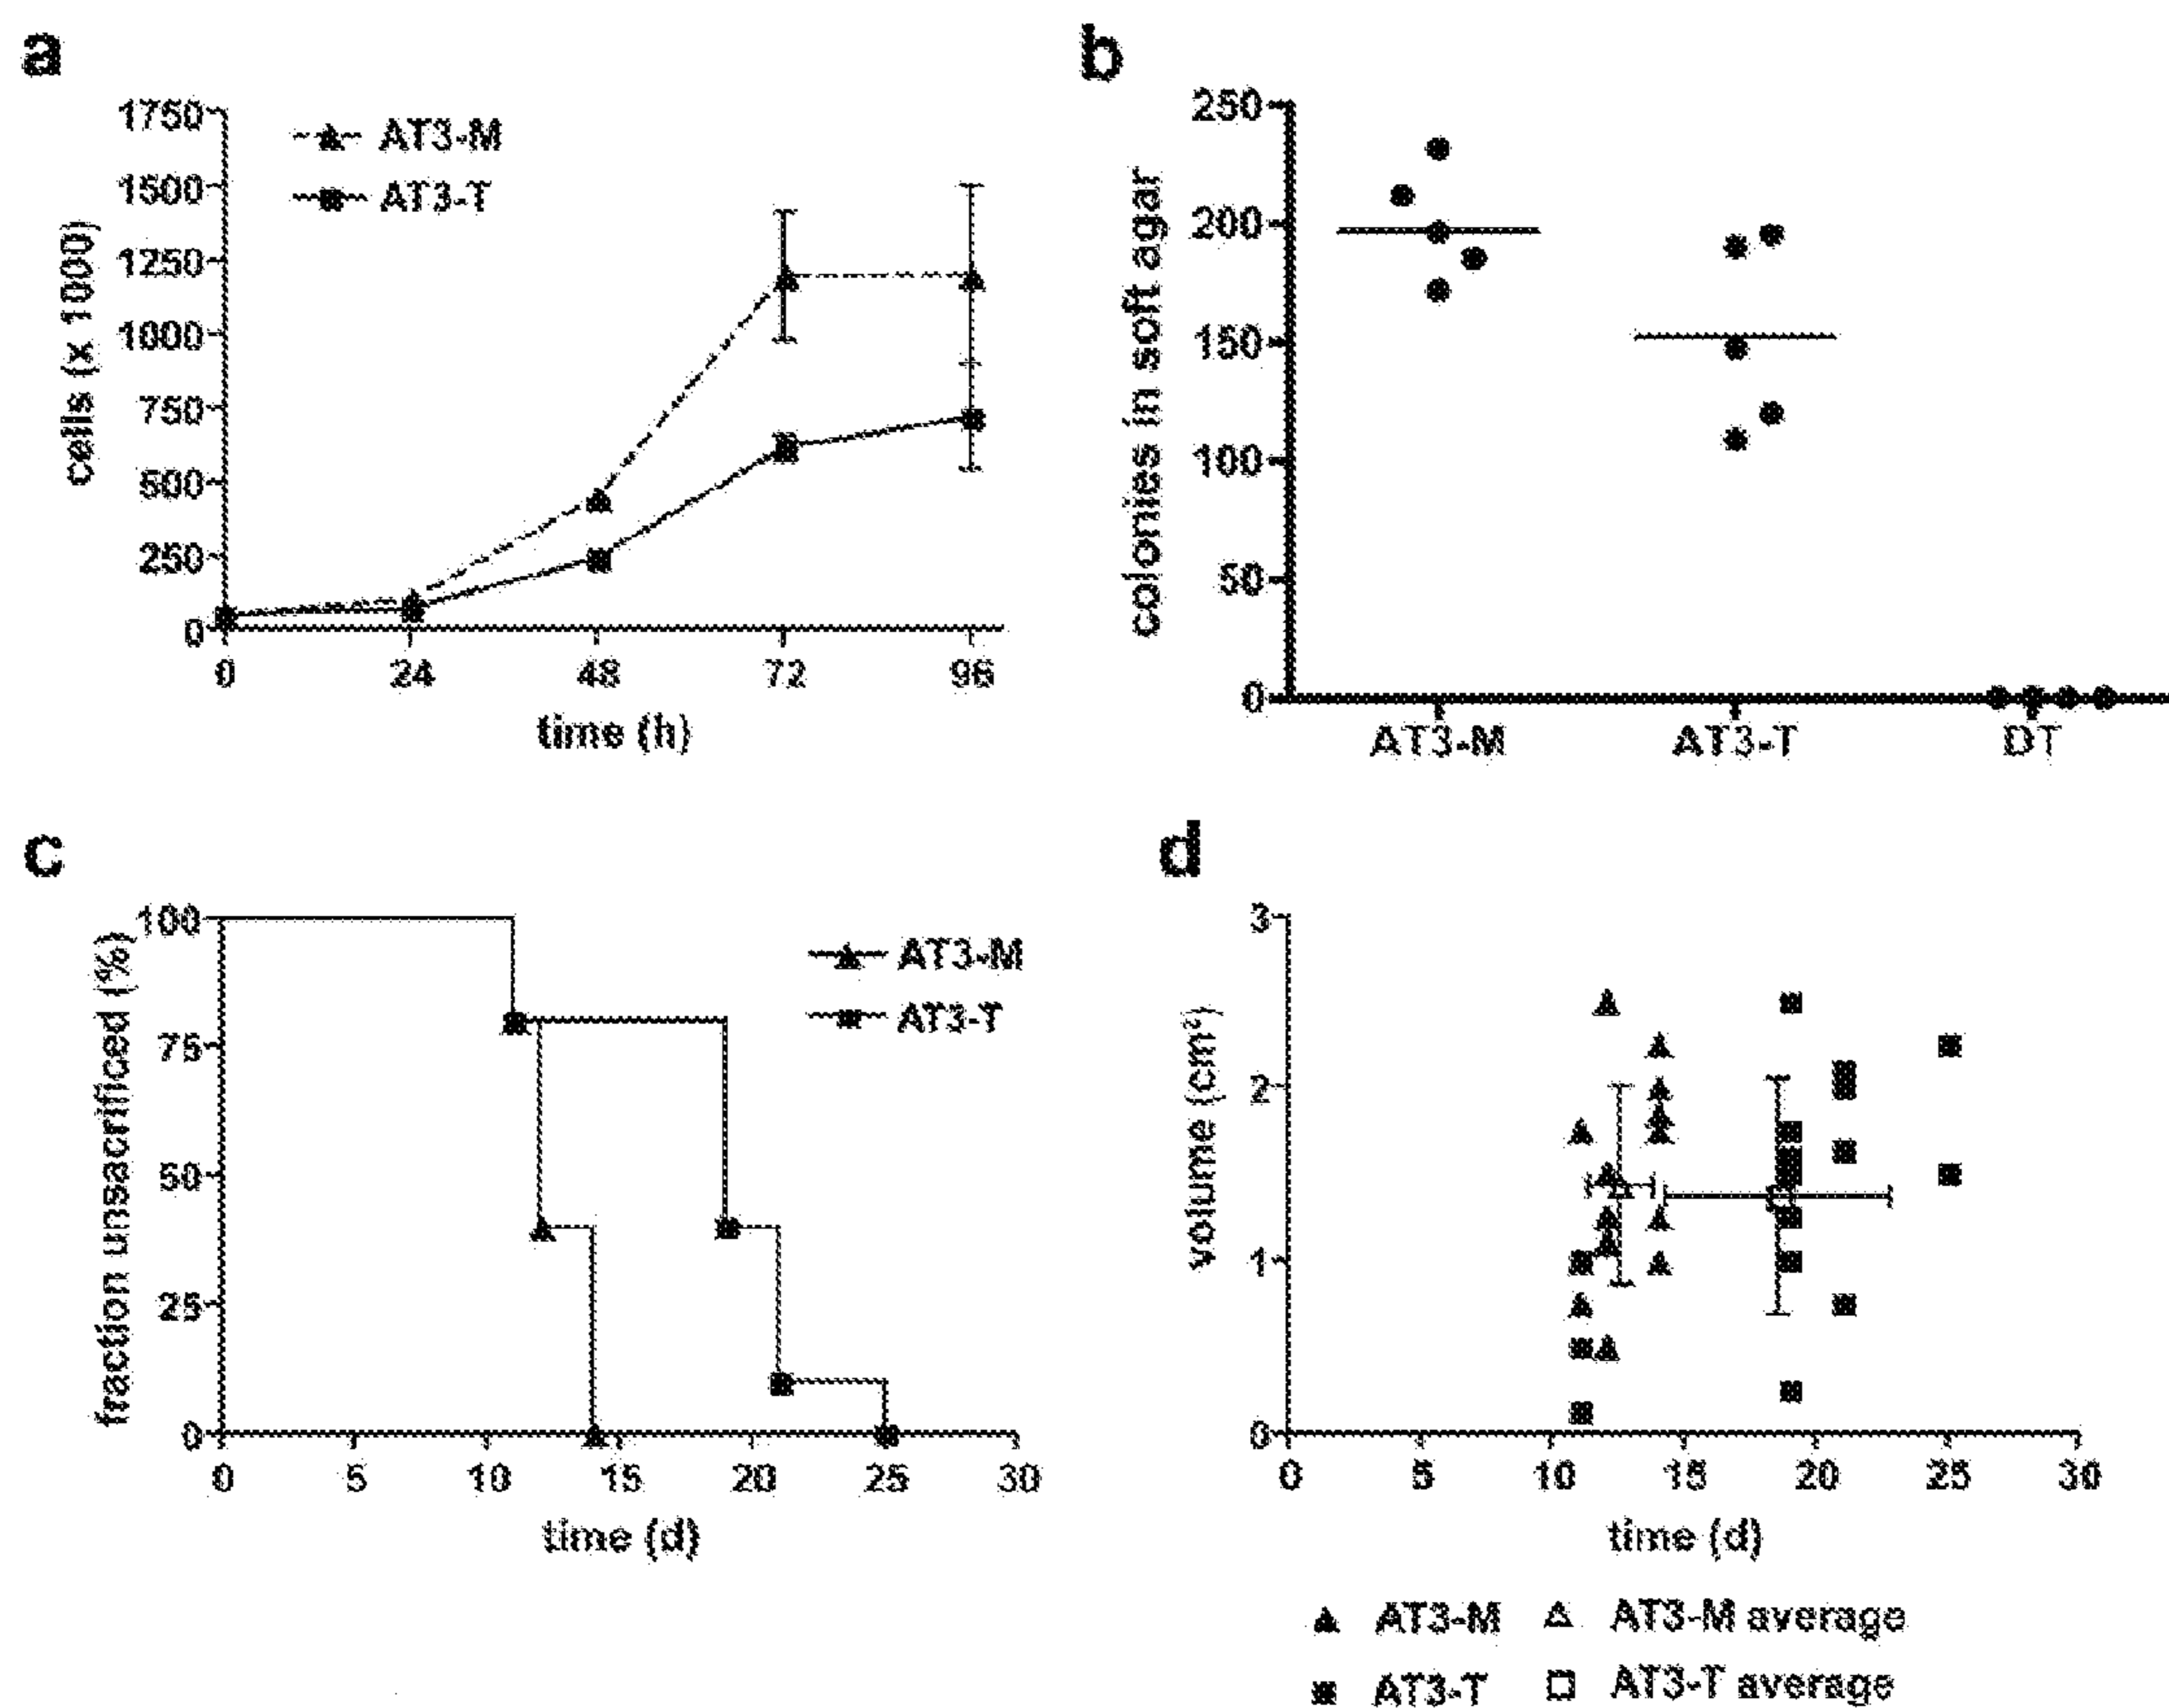 a
1750
1500
1250
1000
750
500
250
0
cells (x 1000)
AT3-M
AT3-T
0 24 48 72 96
time (h)
b
250
200
150
100
50
0
colonies in soft agar
AT3-M AT3-T DT
c
100
75
50
25
0
fraction unsacrificed (%)
AT3-M
AT3-T
0 5 10 15 20 25 30
time (d)
d
3
2
1
0
volume (cm³)
0 5 10 15 20 25 30
time (d)
AT3-M AT3-M average
AT3-T AT3-T average